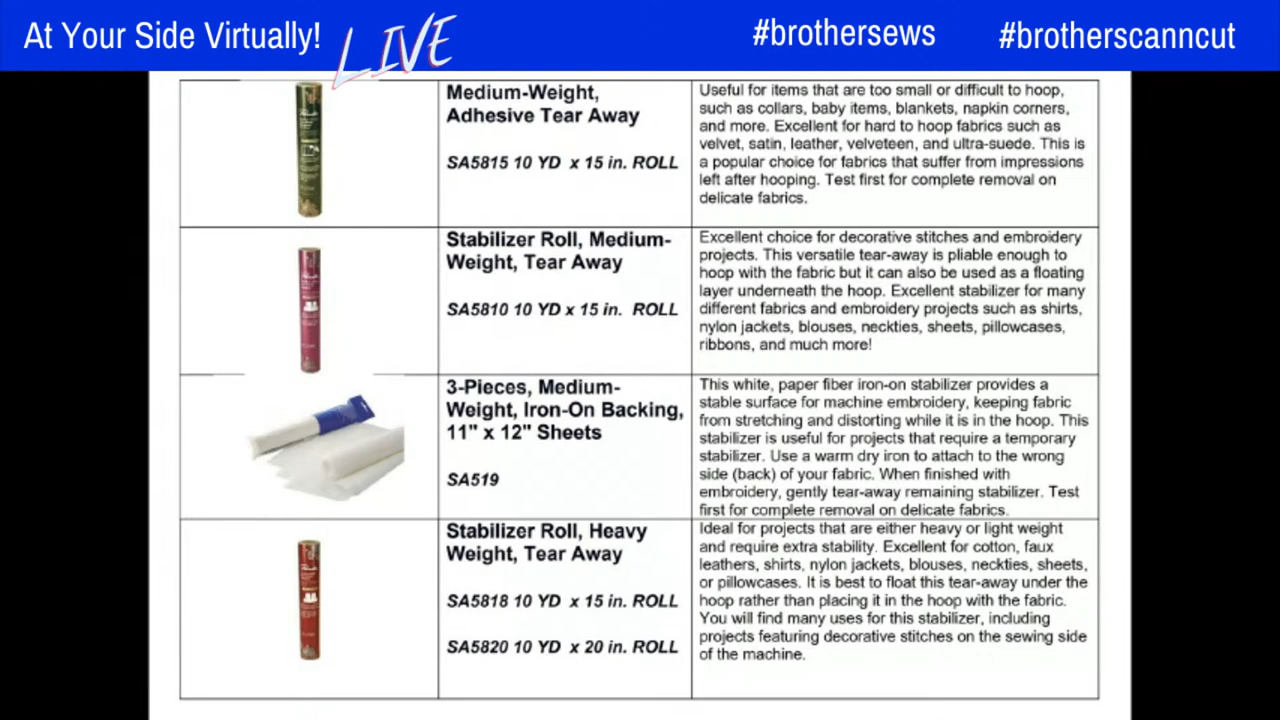 At Your Side Virtually!
LIVE
#brothersews
#brotherscanncut
Medium-Weight,
Adhesive Tear Away
SA5815 10 YD x 15 in. ROLL
Useful for items that are too small or difficult to hoop,
such as collars, baby items, blankets, napkin corners,
and more. Excellent for hard to hoop fabrics such as
velvet, satin, leather, velveteen, and ultra-suede. This is
a popular choice for fabrics that suffer from impressions
left after hooping. Test first for complete removal on
delicate fabrics.
Stabilizer Roll, Medium-
Weight, Tear Away
SA5810 10 YD x 15 in. ROLL
Excellent choice for decorative stitches and embroidery
projects. This versatile tear-away is pliable enough to
hoop with the fabric but it can also be used as a floating
layer underneath the hoop. Excellent stabilizer for many
different fabrics and embroidery projects such as shirts,
nylon jackets, blouses, neckties, sheets, pillowcases,
ribbons, and much more!
3-Pieces, Medium-
Weight, Iron-On Backing,
11" x 12" Sheets
SA519
This white, paper fiber iron-on stabilizer provides a
stable surface for machine embroidery, keeping fabric
from stretching and distorting while it is in the hoop. This
stabilizer is useful for projects that require a temporary
stabilizer. Use a warm dry iron to attach to the wrong
side (back) of your fabric. When finished with
embroidery, gently tear-away remaining stabilizer. Test
first for complete removal on delicate fabrics.
Stabilizer Roll, Heavy
Weight, Tear Away
SA5818 10 YD x 15 in. ROLL
SA5820 10 YD x 20 in. ROLL
Ideal for projects that are either heavy or light weight
and require extra stability. Excellent for cotton, faux
leathers, shirts, nylon jackets, blouses, neckties, sheets,
or pillowcases. It is best to float this tear-away under the
hoop rather than placing it in the hoop with the fabric.
You will find many uses for this stabilizer, including
projects featuring decorative stitches on the sewing side
of the machine.